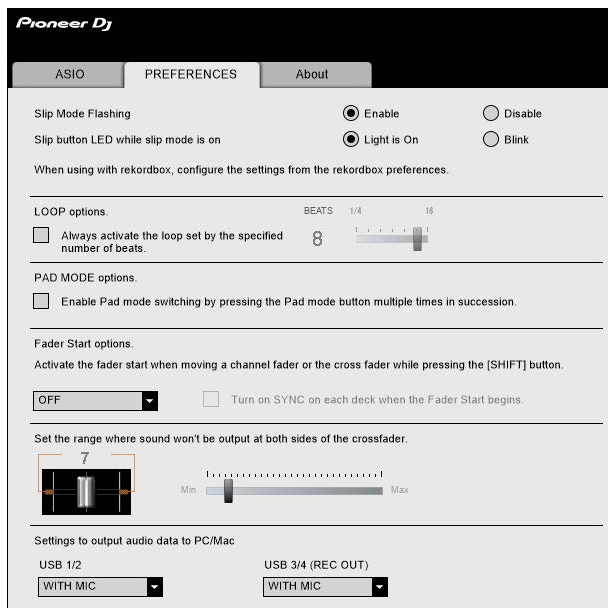 Pioneer Dj
ASIO PREFERENCES About
Slip Mode Flashing Enable Disable
Slip button LED while slip mode is on Light is On Blink
When using with rekordbox, configure the settings from the rekordbox preferences.
LOOP options. BEATS 1/4 16
Always activate the loop set by the specified 8
number of beats.
PAD MODE options.
Enable Pad mode switching by pressing the Pad mode button multiple times in succession.
Fader Start options.
Activate the fader start when moving a channel fader or the cross fader while pressing the [SHIFT] button.
OFF Turn on SYNC on each deck when the Fader Start begins.
Set the range where sound won't be output at both sides of the crossfader.
7
Min Max
Settings to output audio data to PC/Mac
USB 1/2 USB 3/4 (REC OUT)
WITH MIC WITH MIC